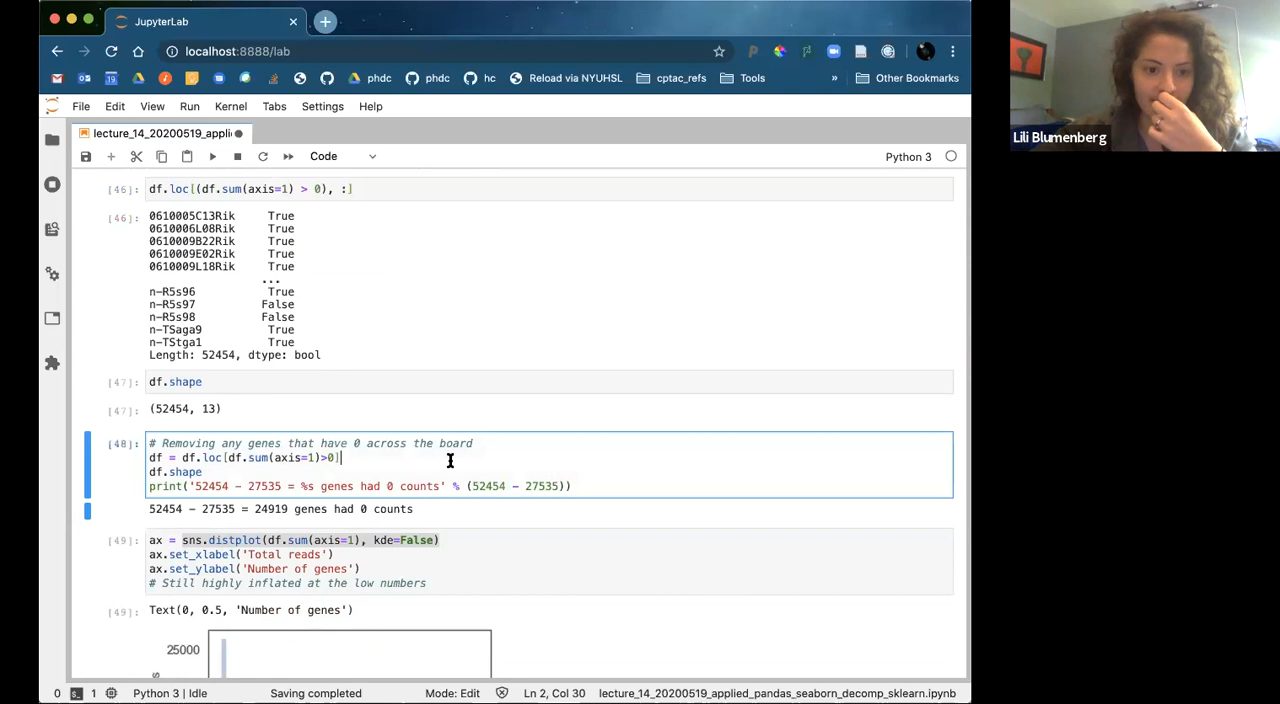 JupyterLab
localhost:8888/lab
phdc
phdc
hc
Reload via NYUHSL
cptac_refs
Tools
»
Other Bookmarks
File Edit View Run Kernel Tabs Settings Help
lecture_14_20200519_appli
Code
Python 3
[46]: df.loc[(df.sum(axis=1) > 0), :]
[46]: 0610005C13Rik True
0610006L08Rik True
0610009B22Rik True
0610009E02Rik True
0610009L18Rik True
...
n-R5s96 True
n-R5s97 False
n-R5s98 False
n-TSaga9 True
n-TStga1 True
Length: 52454, dtype: bool
[47]: df.shape
[47]: (52454, 13)
[48]: # Removing any genes that have 0 across the board
df = df.loc[df.sum(axis=1)>0]
df.shape
print('52454 - 27535 = %s genes had 0 counts' % (52454 - 27535))
52454 - 27535 = 24919 genes had 0 counts
[49]: ax = sns.distplot(df.sum(axis=1), kde=False)
ax.set_xlabel('Total reads')
ax.set_ylabel('Number of genes')
# Still highly inflated at the low numbers
[49]: Text(0, 0.5, 'Number of genes')
25000
0 1 Python 3 | Idle Saving completed Mode: Edit Ln 2, Col 30 lecture_14_20200519_applied_pandas_seaborn_decomp_sklearn.ipynb
Lili Blumenberg